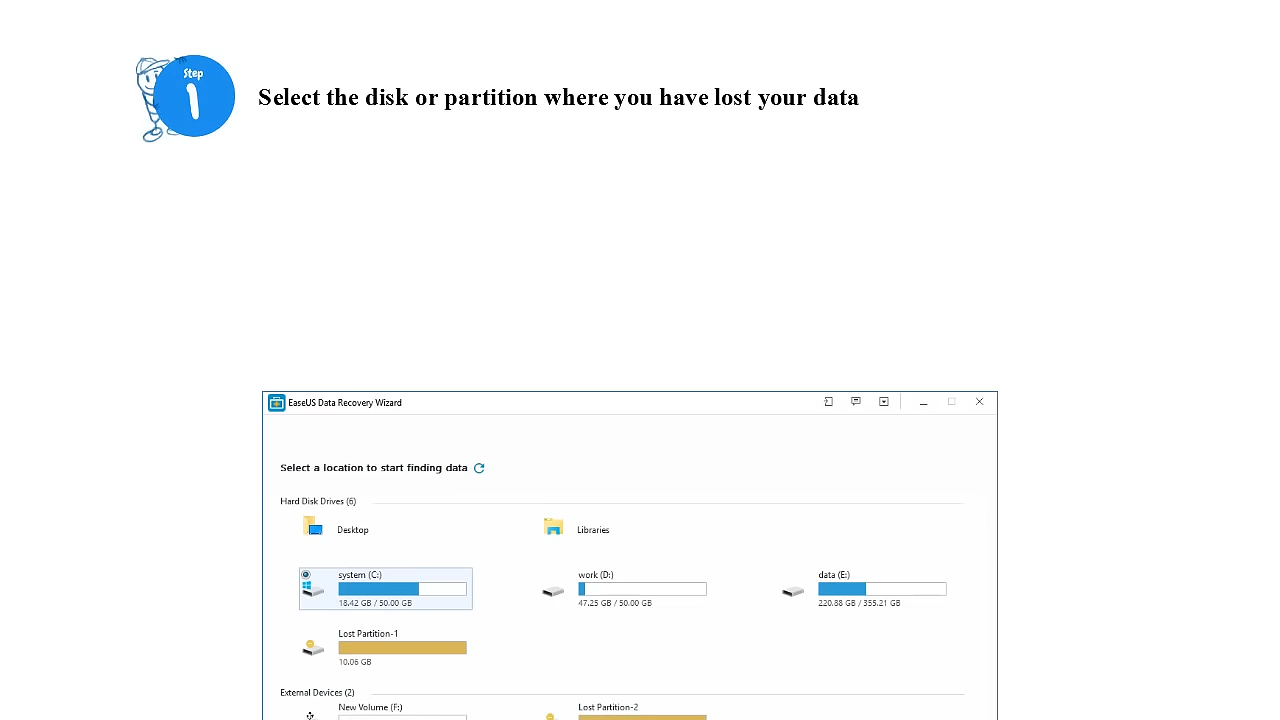 Step
1
Select the disk or partition where you have lost your data
EaseUS Data Recovery Wizard
Select a location to start finding data
Hard Disk Drives (6)
Desktop
Libraries
system (C:)
18.42 GB / 50.00 GB
work (D:)
47.25 GB / 50.00 GB
data (E:)
220.88 GB / 355.21 GB
Lost Partition-1
10.06 GB
External Devices (2)
New Volume (F:)
Lost Partition-2